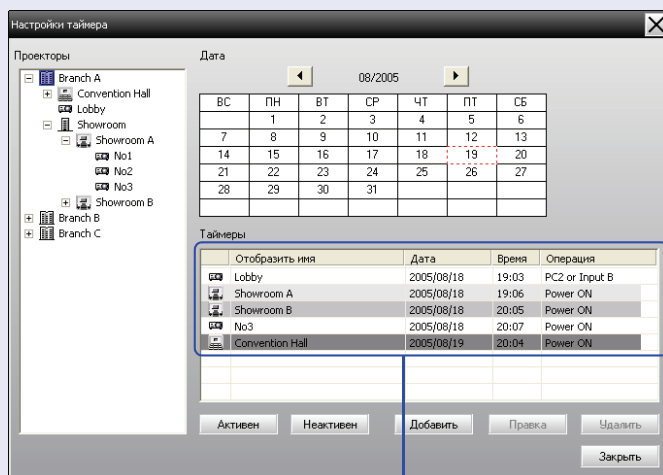 Настройки таймера
Проекторы
Branch A
Convention Hall
Lobby
Showroom
Showroom A
No1
No2
No3
Showroom B
Branch B
Branch C
Дата
08/2005
ВС ПН ВТ СР ЧТ ПТ СБ
1 2 3 4 5 6
7 8 9 10 11 12 13
14 15 16 17 18 19 20
21 22 23 24 25 26 27
28 29 30 31
Таймеры
Отобразить имя Дата Время Операция
Lobby 2005/08/18 19:03 PC2 or Input B
Showroom A 2005/08/18 19:06 Power ON
Showroom B 2005/08/18 20:05 Power ON
No3 2005/08/18 20:07 Power ON
Convention Hall 2005/08/19 20:04 Power ON
Активен Неактивен Добавить Правка Удалить
Закрыть